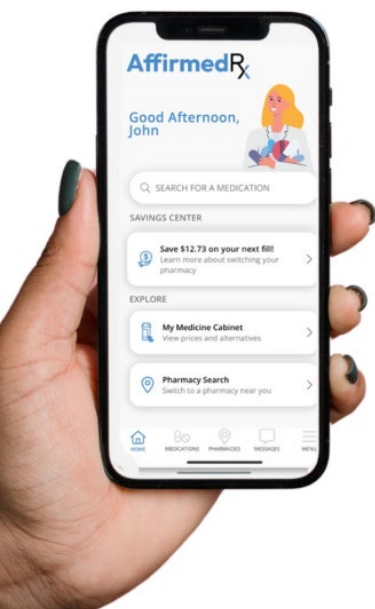 AffirmedRx
Good Afternoon,
John
SEARCH FOR A MEDICATION
SAVINGS CENTER
Save $12.73 on your next fill!
Learn more about switching your
pharmacy
EXPLORE
My Medicine Cabinet
View prices and alternatives
Pharmacy Search
Switch to a pharmacy near you
HOME MEDICATIONS PHARMACIES MESSAGES MENU